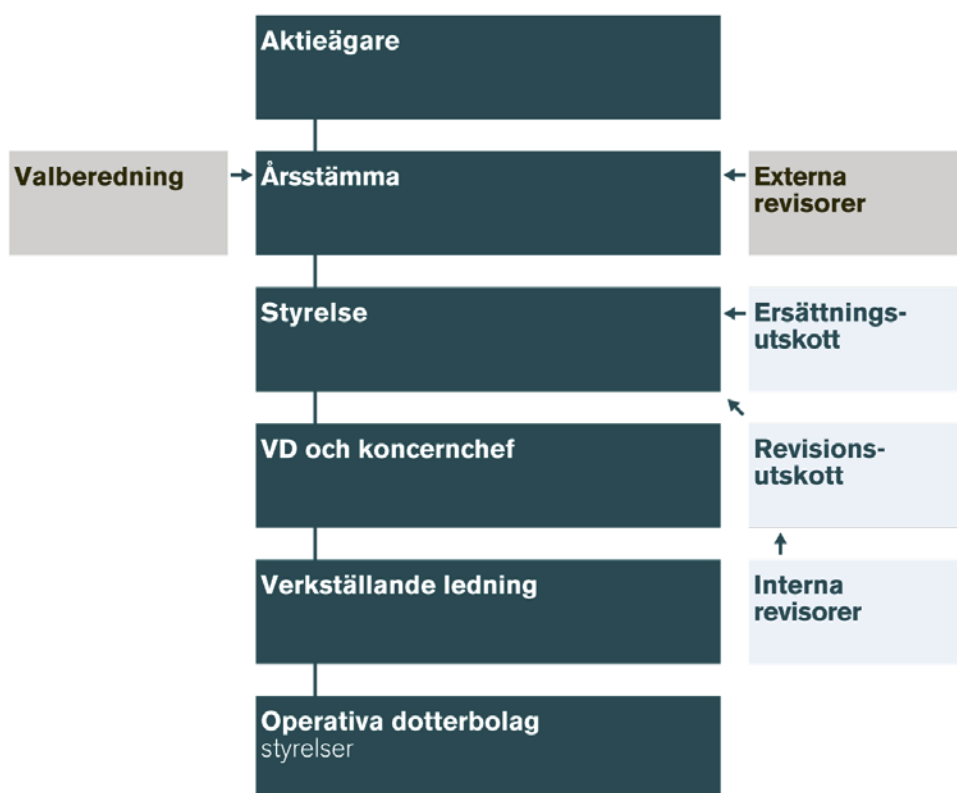 Aktieägare
Valberedning
Årsstämma
Externa
revisorer
Styrelse
Ersättnings-
utskott
VD och koncernchef
Revisions-
utskott
Verkställande ledning
Interna
revisorer
Operativa dotterbolag
styrelser